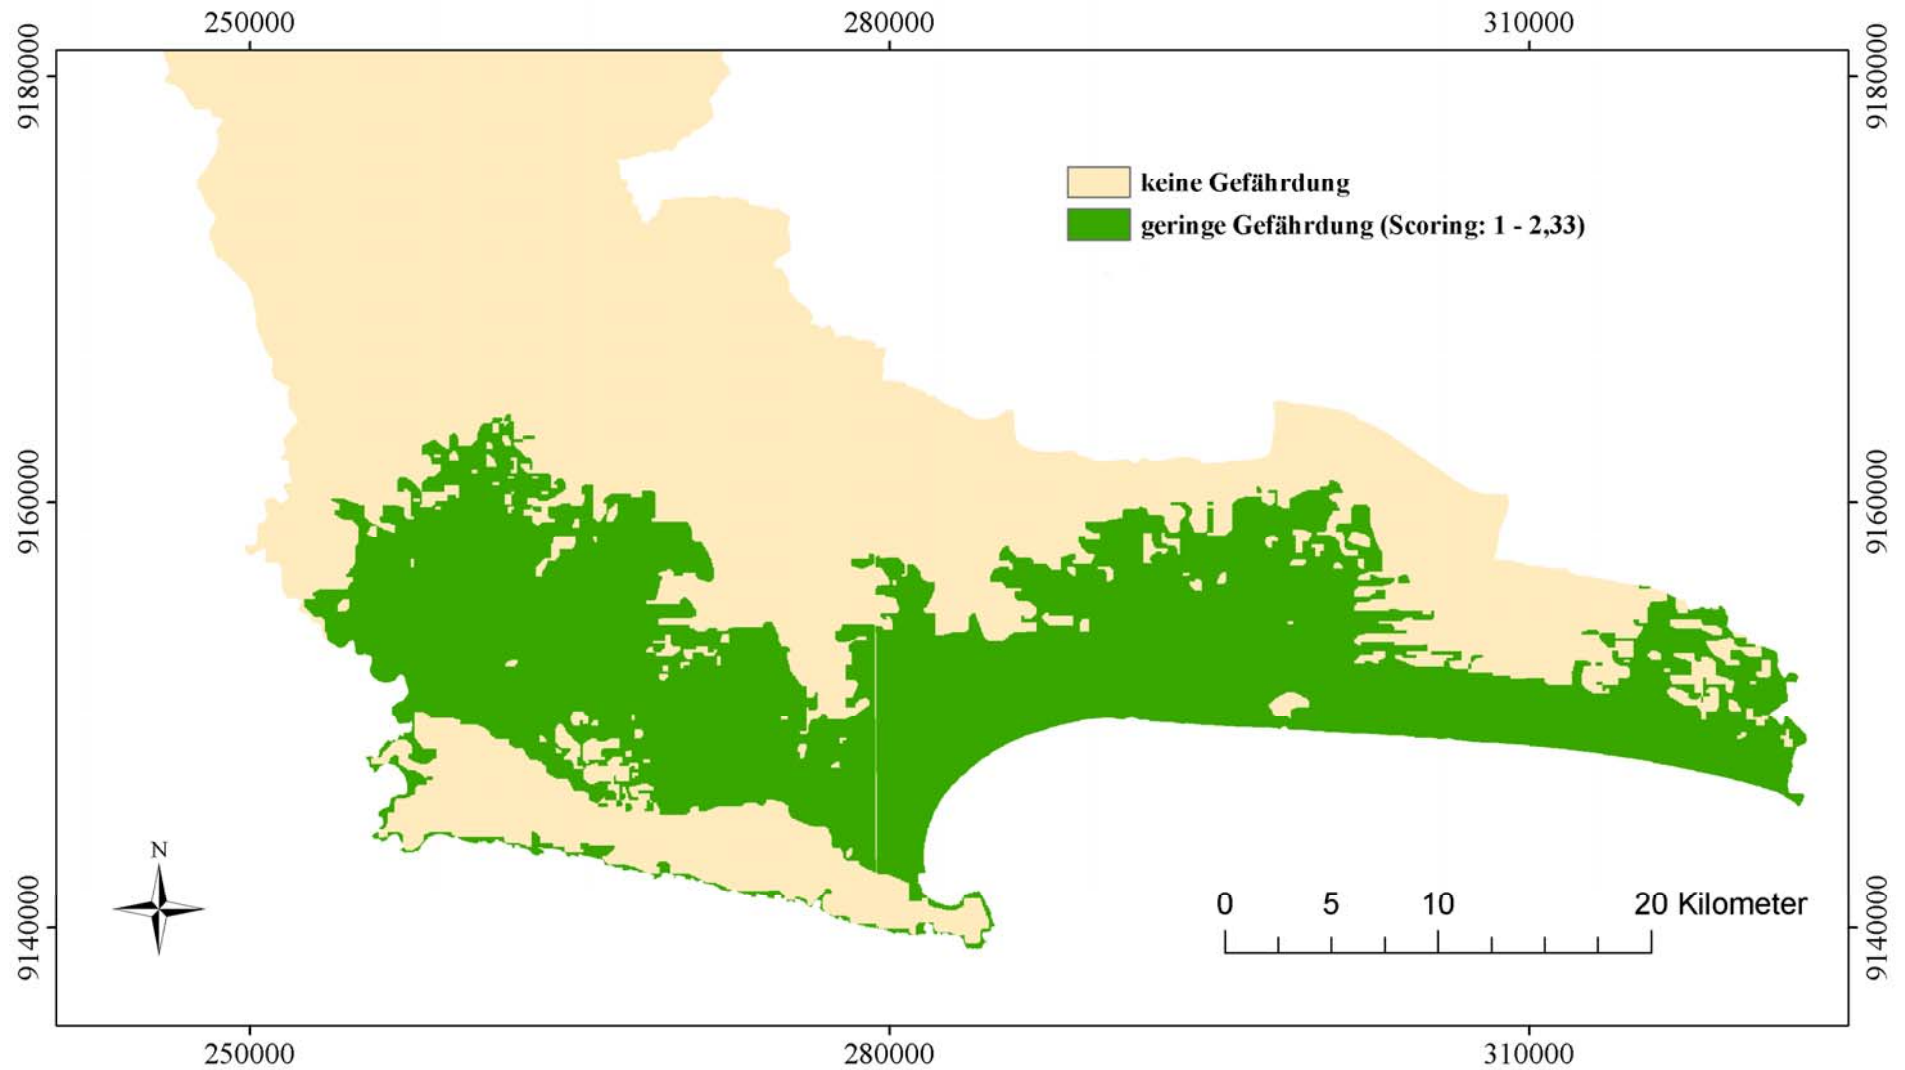 250000 280000 310000
9180000 9180000
keine Gefährdung
geringe Gefährdung (Scoring: 1 - 2,33)
9160000 9160000
N
0 5 10 20 Kilometer
9140000 9140000
250000 280000 310000